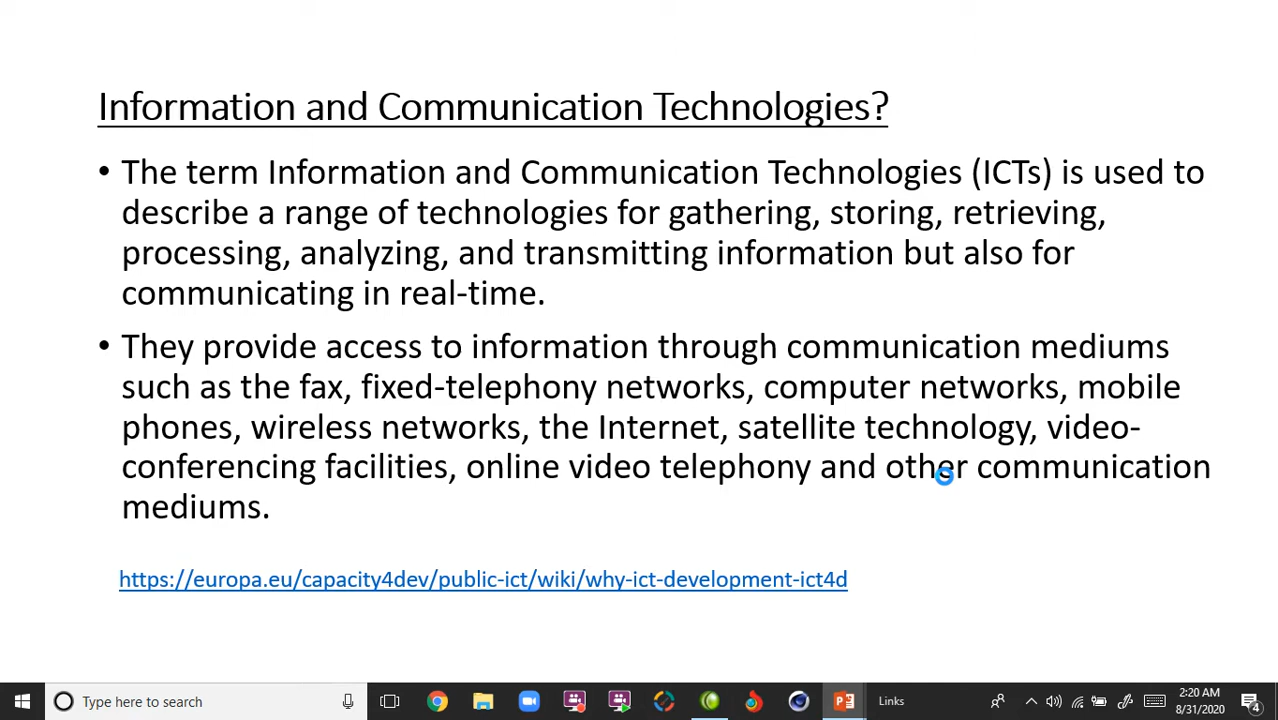 Information and Communication Technologies?
• The term Information and Communication Technologies (ICTs) is used to
describe a range of technologies for gathering, storing, retrieving,
processing, analyzing, and transmitting information but also for
communicating in real-time.
• They provide access to information through communication mediums
such as the fax, fixed-telephony networks, computer networks, mobile
phones, wireless networks, the Internet, satellite technology, video-
conferencing facilities, online video telephony and other communication
mediums.
https://europa.eu/capacity4dev/public-ict/wiki/why-ict-development-ict4d
Type here to search
Links
2:20 AM
8/31/2020
4